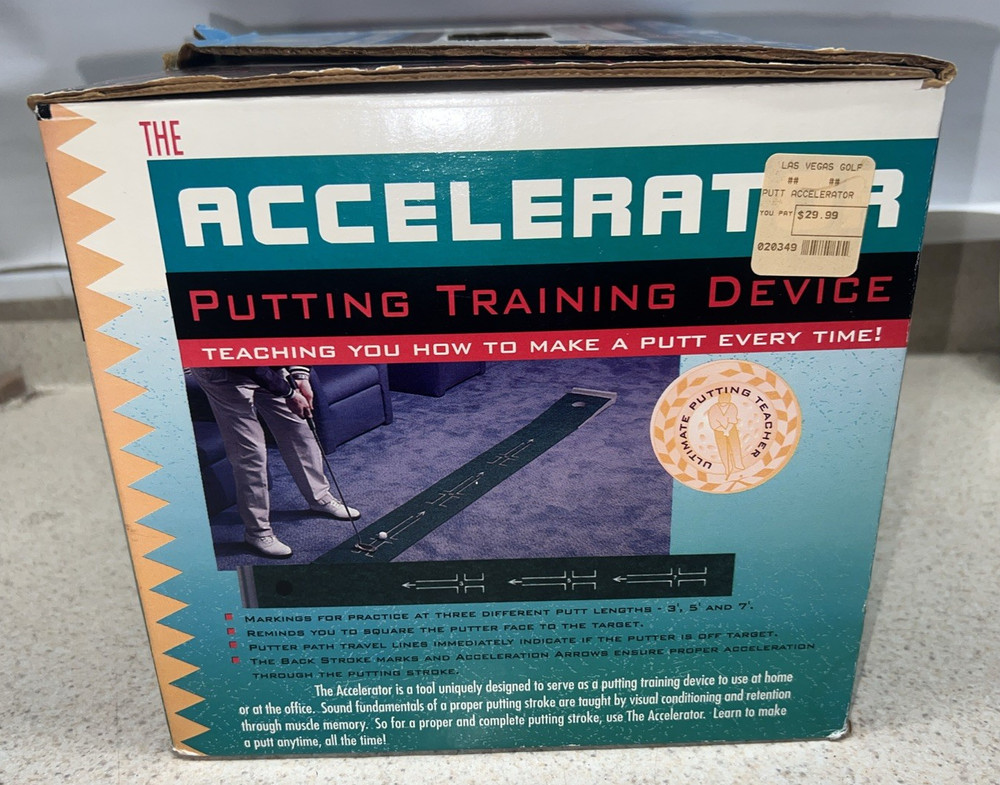 THE
ACCELERATOR
LAS VEGAS GOLF
## ##
PUTT ACCELERATOR
YOU PAY $29.99
020349
PUTTING TRAINING DEVICE
TEACHING YOU HOW TO MAKE A PUTT EVERY TIME!
ULTIMATE PUTTING TEACHER
3 5 7
MARKINGS FOR PRACTICE AT THREE DIFFERENT PUTT LENGTHS - 3', 5' AND 7'.
REMINDS YOU TO SQUARE THE PUTTER FACE TO THE TARGET.
PUTTER PATH TRAVEL LINES IMMEDIATELY INDICATE IF THE PUTTER IS OFF TARGET.
THE BACK STROKE MARKS AND ACCELERATION ARROWS ENSURE PROPER ACCELERATION
THROUGH THE PUTTING STROKE.
The Accelerator is a tool uniquely designed to serve as a putting training device to use at home
or at the office. Sound fundamentals of a proper putting stroke are taught by visual conditioning and retention
through muscle memory. So for a proper and complete putting stroke, use The Accelerator. Learn to make
a putt anytime, all the time!